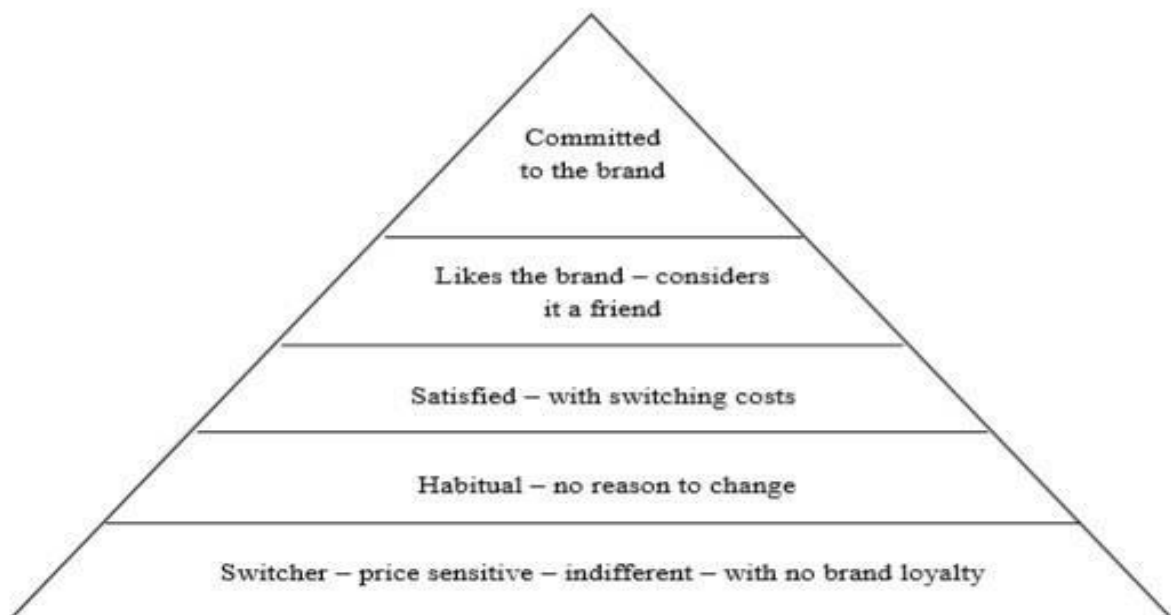 Committed
to the brand
Likes the brand – considers
it a friend
Satisfied – with switching costs
Habitual – no reason to change
Switcher – price sensitive – indifferent – with no brand loyalty